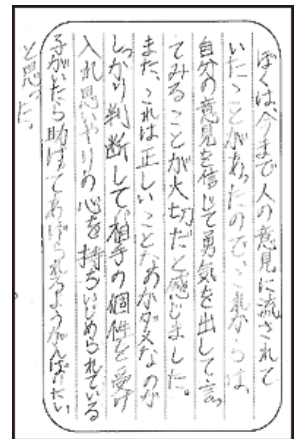 ぼくは今まで人の意見に流されて
いたことがあったので、これからは、
自分の意見を信じて勇気を出して言っ
てみることが大切だと感じました。
また、これは正しいことなのかダメなのか
しっかり判断して、相手の個性を受け
入れ思いやりの心を持ちいじめられている
子がいたら助けてあげられるようがんばりたい
と思った。